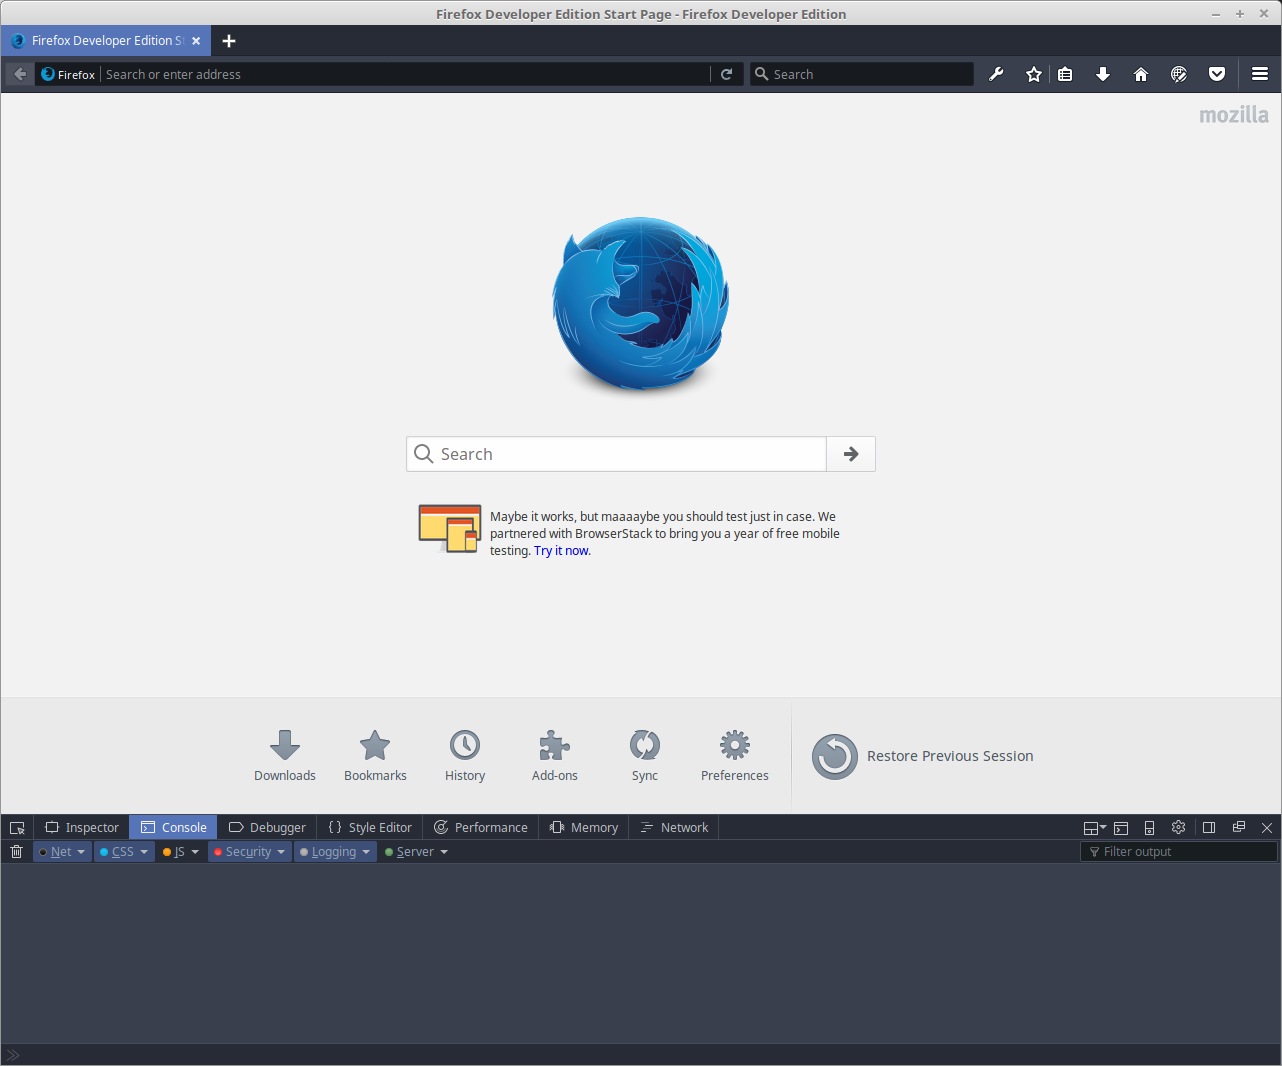 Firefox Developer Edition Start Page - Firefox Developer Edition
Firefox Developer Edition St
Firefox Search or enter address
Search
mozilla
Search
Maybe it works, but maaaaybe you should test just in case. We
partnered with BrowserStack to bring you a year of free mobile
testing. Try it now.
Downloads Bookmarks History Add-ons Sync Preferences Restore Previous Session
Inspector Console Debugger Style Editor Performance Memory Network
Net CSS JS Security Logging Server Filter output